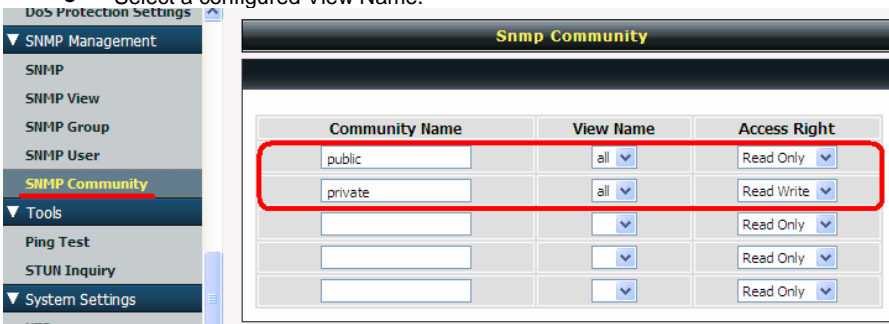 Select a configured View Name.
DoS Protection Settings
SNMP Management
SNMP
SNMP View
SNMP Group
SNMP User
SNMP Community
Tools
Ping Test
STUN Inquiry
System Settings
Snmp Community
Community Name View Name Access Right
public all Read Only
private all Read Write
Read Only
Read Only
Read Only